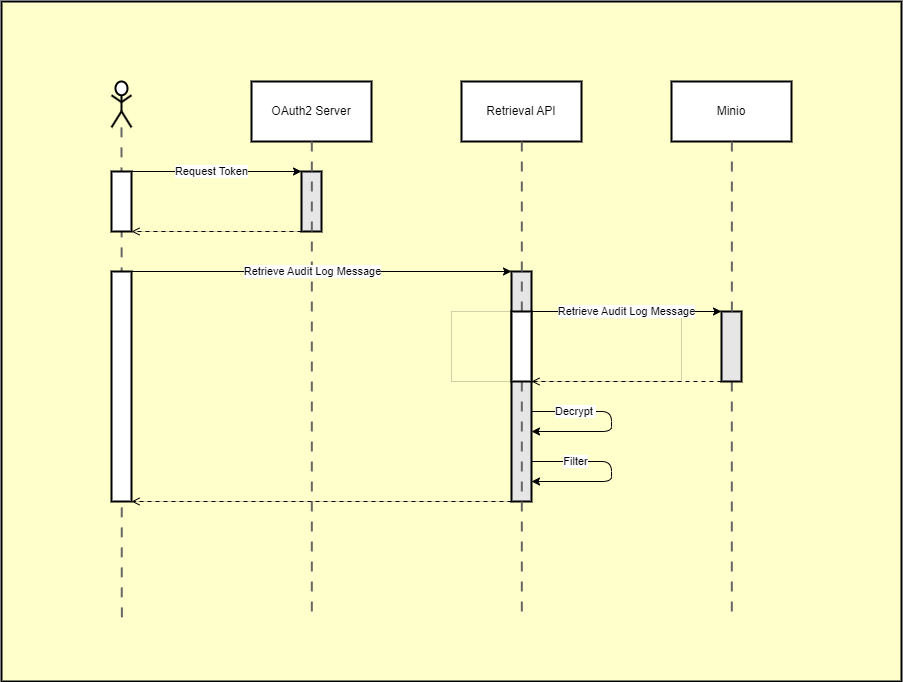 OAuth2 Server
Retrieval API
Minio
Request Token
Retrieve Audit Log Message
Retrieve Audit Log Message
Decrypt
Filter